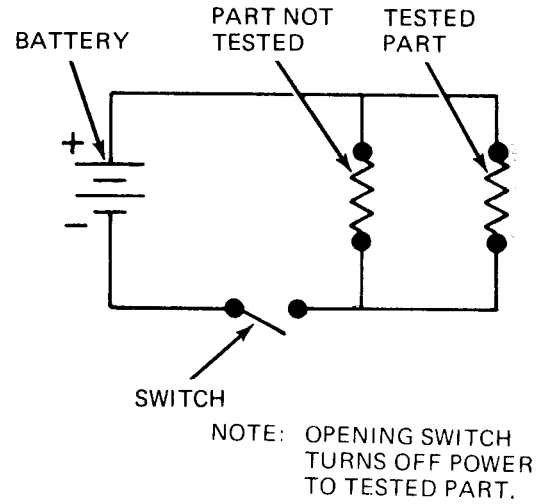 PART NOT
TESTED
TESTED
PART
BATTERY
+
−
SWITCH
NOTE: OPENING SWITCH
TURNS OFF POWER
TO TESTED PART.